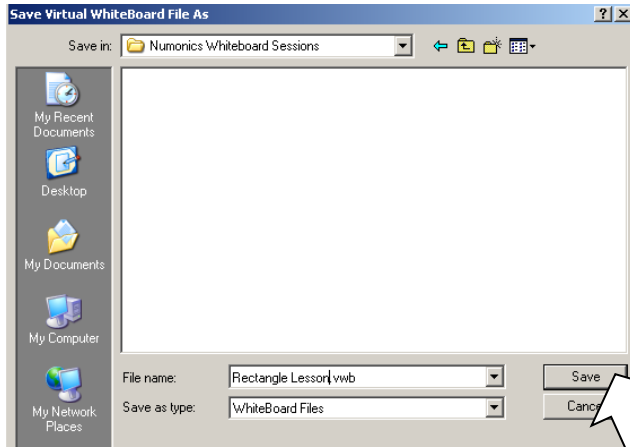 Save Virtual WhiteBoard File As
Save in: Numonics Whiteboard Sessions
My Recent
Documents
Desktop
My Documents
My Computer
My Network
Places
File name: Rectangle Lesson.vwb
Save
Save as type: WhiteBoard Files
Cance